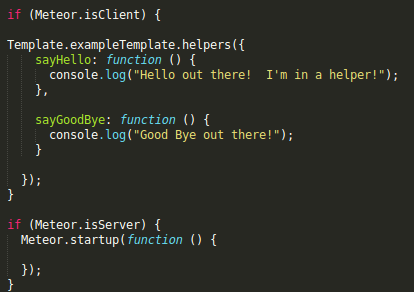 if (Meteor.isClient) {
Template.exampleTemplate.helpers({
sayHello: function () {
console.log("Hello out there!  I'm in a helper!");
},
sayGoodBye: function () {
console.log("Good Bye out there!");
}
});
}
if (Meteor.isServer) {
Meteor.startup(function () {
});
}